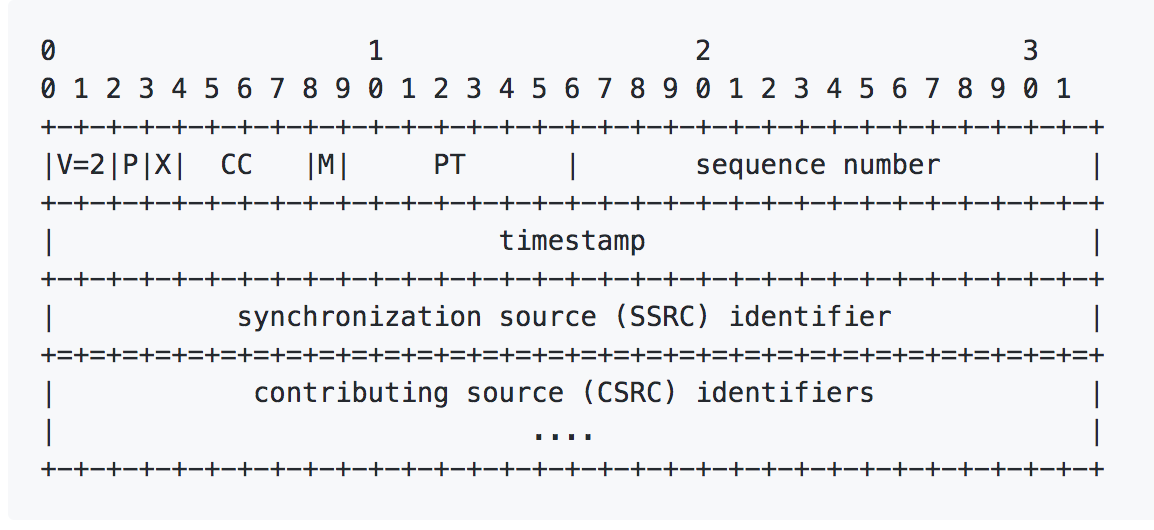 0                   1                   2                   3
0 1 2 3 4 5 6 7 8 9 0 1 2 3 4 5 6 7 8 9 0 1 2 3 4 5 6 7 8 9 0 1
+-+-+-+-+-+-+-+-+-+-+-+-+-+-+-+-+-+-+-+-+-+-+-+-+-+-+-+-+-+-+-+-+
|V=2|P|X|  CC   |M|     PT      |       sequence number         |
+-+-+-+-+-+-+-+-+-+-+-+-+-+-+-+-+-+-+-+-+-+-+-+-+-+-+-+-+-+-+-+-+
|                           timestamp                           |
+-+-+-+-+-+-+-+-+-+-+-+-+-+-+-+-+-+-+-+-+-+-+-+-+-+-+-+-+-+-+-+-+
|           synchronization source (SSRC) identifier            |
+=+=+=+=+=+=+=+=+=+=+=+=+=+=+=+=+=+=+=+=+=+=+=+=+=+=+=+=+=+=+=+=+
|            contributing source (CSRC) identifiers             |
|                             ....                              |
+-+-+-+-+-+-+-+-+-+-+-+-+-+-+-+-+-+-+-+-+-+-+-+-+-+-+-+-+-+-+-+-+